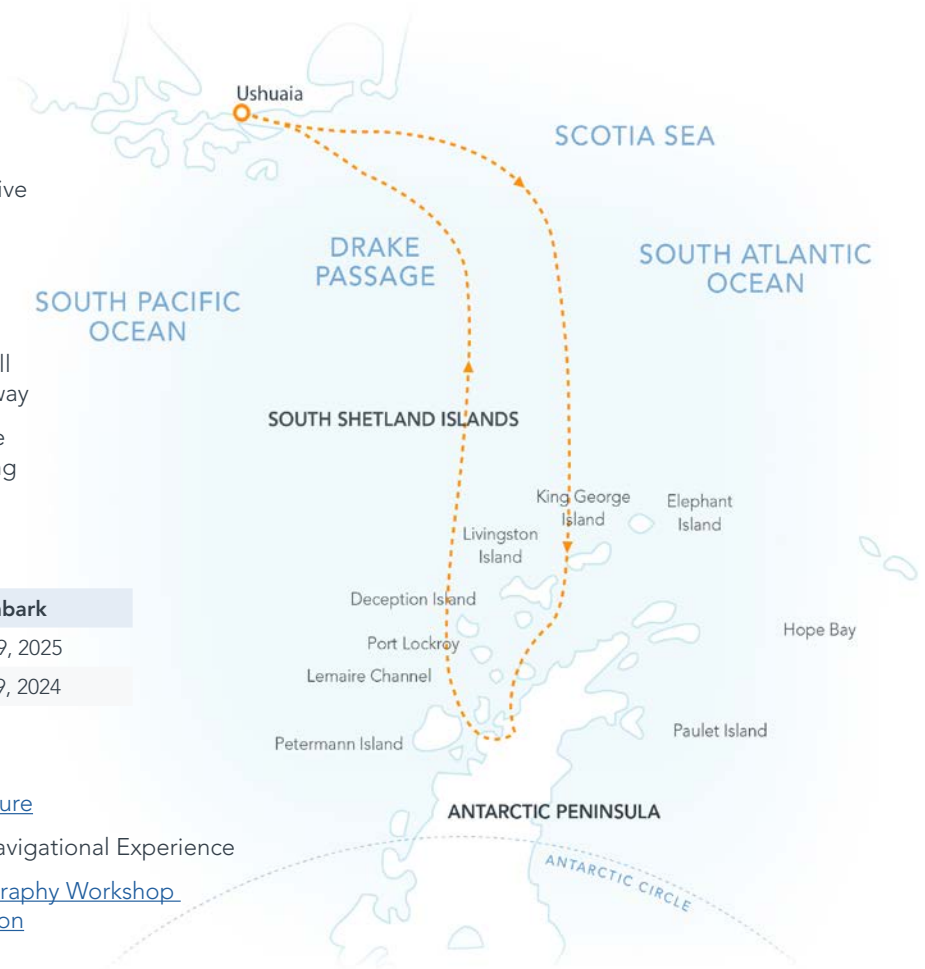 Ushuaia
SCOTIA SEA
ive
DRAKE
PASSAGE
SOUTH ATLANTIC
OCEAN
SOUTH PACIFIC
OCEAN
ll
way
SOUTH SHETLAND ISLANDS
e
ng
King George
Island
Elephant
Island
Livingston
Island
bark
Deception Island
9, 2025
Port Lockroy
Hope Bay
Lemaire Channel
9, 2024
Paulet Island
Petermann Island
ure
ANTARCTIC PENINSULA
avigational Experience
ANTARCTIC CIRCLE
raphy Workshop
on